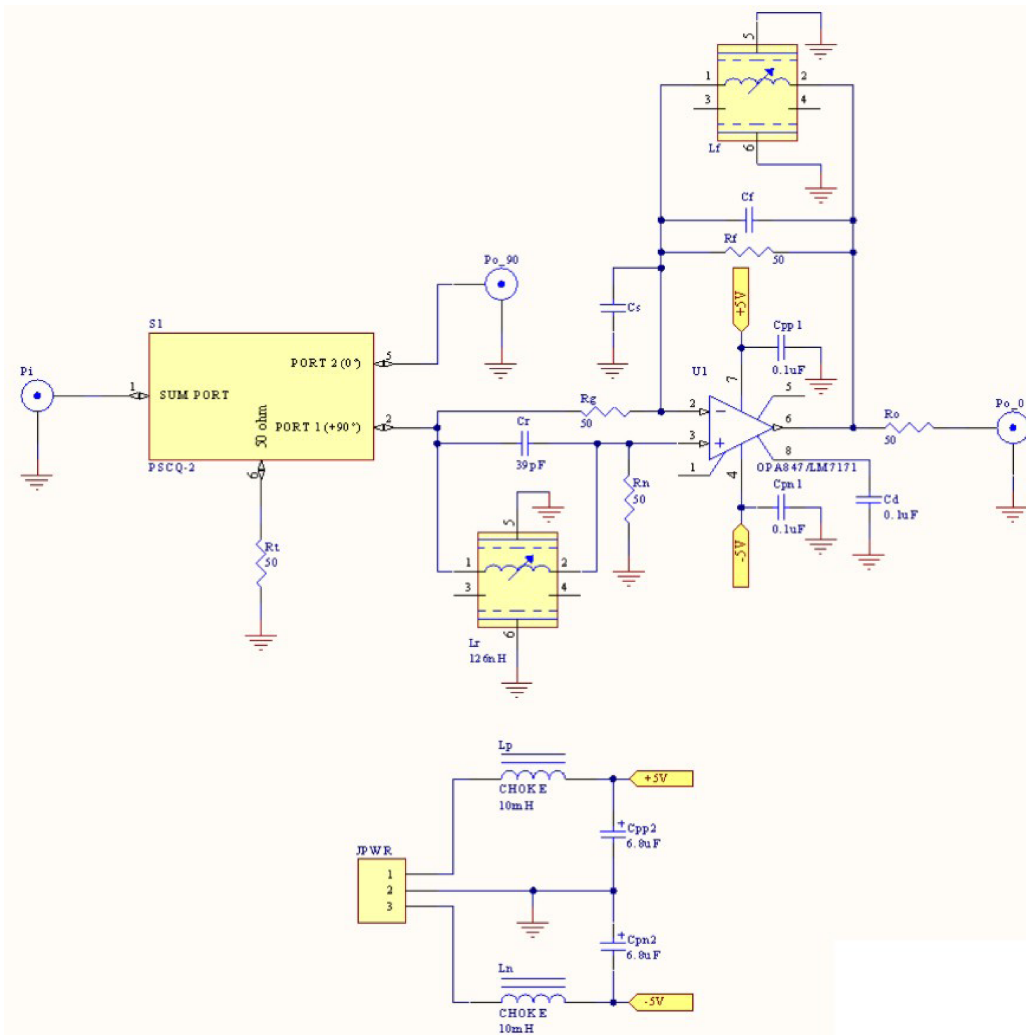 5
1
2
3
4
6
Lf
Cf
Rf
50
Po_90
+5V
Cs
Cpp1
0.1uF
S1
PORT 2 (0°)
5
Pi
1
SUM PORT
PORT 1 (+90°)
2
50 ohm
PSCQ-2
6
Rt
50
Rg
50
Cr
39pF
Rn
50
U1
7
5
2
6
3
8
1
4
OPA847/LM7171
Ro
50
Po_0
Cpn1
0.1uF
Cd
0.1uF
-5V
5
1
2
3
4
6
Lr
126nH
Lp
CHOKE
10mH
+5V
+
Cpp2
6.8uF
JPWR
1
2
3
+
Cpn2
6.8uF
Ln
CHOKE
10mH
-5V